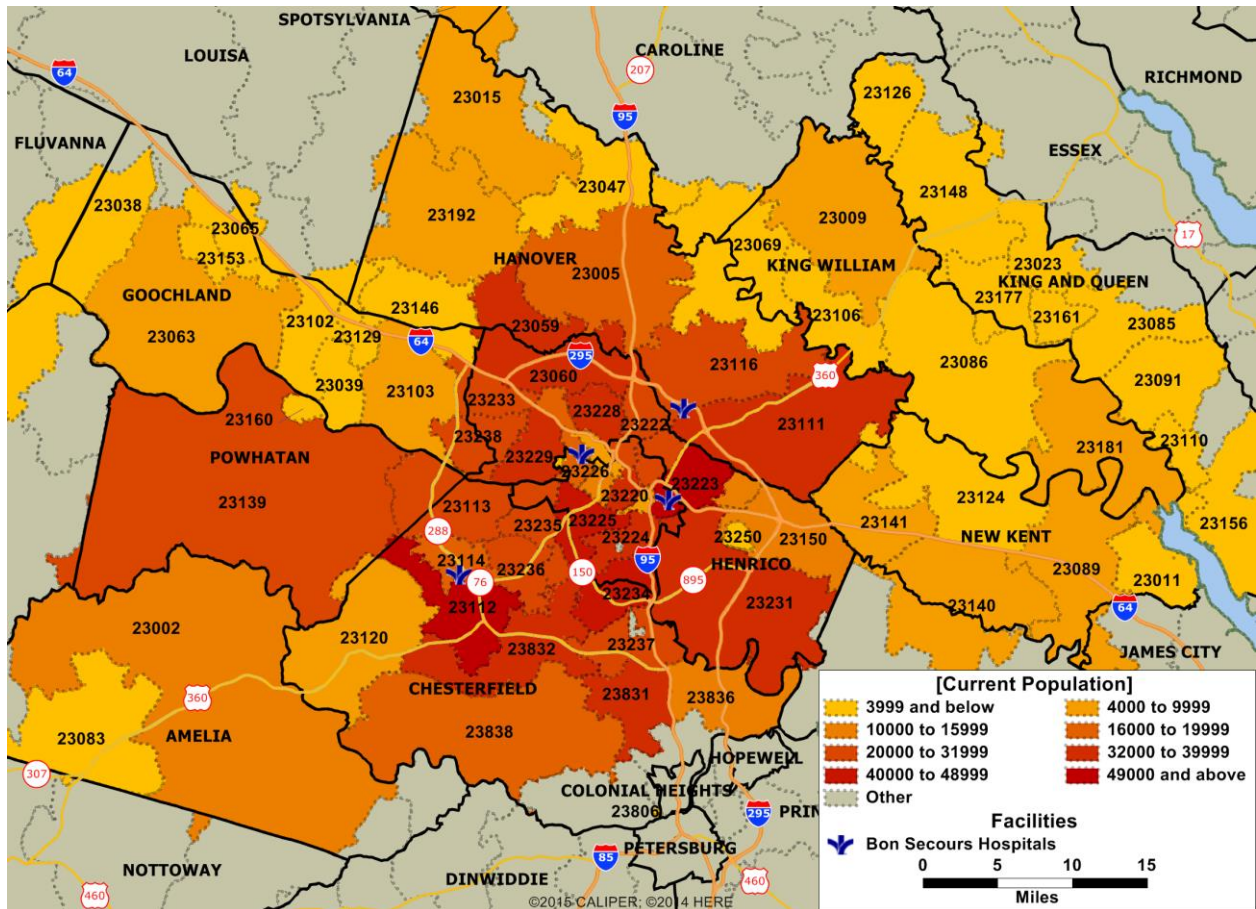 SPOTSYLVANIA
LOUISA
CAROLINE
RICHMOND
64
207
23015
23126
95
FLUVANNA
ESSEX
23038
23047
23148
17
23192
23009
23065
23153
HANOVER
23069
23005
KING WILLIAM
23023
KING AND QUEEN
GOOCHLAND
23177
23161
23146
23106
23102
23059
23085
23063
23129
64
295
23116
23086
23039
23060
360
23091
23103
23233
23228
23160
23222
23111
23238
23110
POWHATAN
23229
23181
23226
23223
23139
23220
23124
23156
23113
23225
23141
288
23235
23224
23250
23150
NEW KENT
23114
23236
95
HENRICO
23089
23011
76
150
895
23112
23234
23231
23140
64
23002
23120
23832
23237
JAMES CITY
360
CHESTERFIELD
23831
23836
23083
AMELIA
23838
307
HOPEWELL
COLONIAL HEIGHTS
23806
295
PRIN
NOTTOWAY
PETERSBURG
85
460
DINWIDDIE
460
©2015 CALIPER; ©2014 HERE
[Current Population]
3999 and below
4000 to 9999
10000 to 15999
16000 to 19999
20000 to 31999
32000 to 39999
40000 to 48999
49000 and above
Other
Facilities
Bon Secours Hospitals
0 5 10 15
Miles